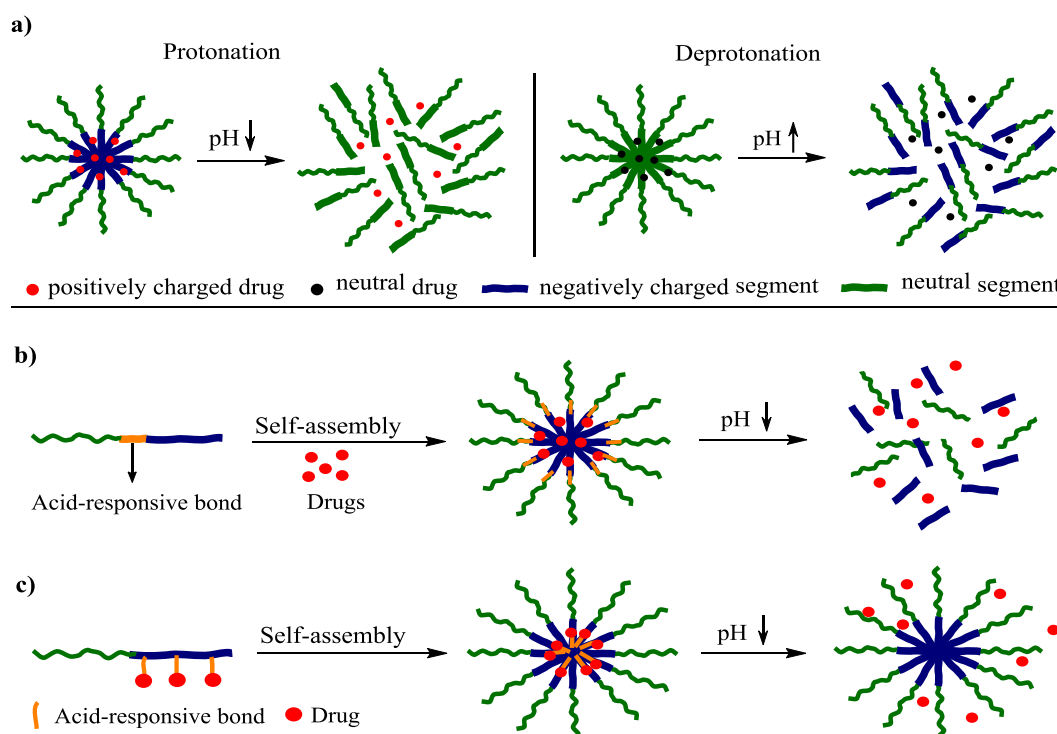 a)
Protonation
Deprotonation
pH
pH
positively charged drug neutral drug negatively charged segment neutral segment
b)
Self-assembly
pH
Acid-responsive bond
Drugs
c)
Self-assembly
pH
Acid-responsive bond Drug